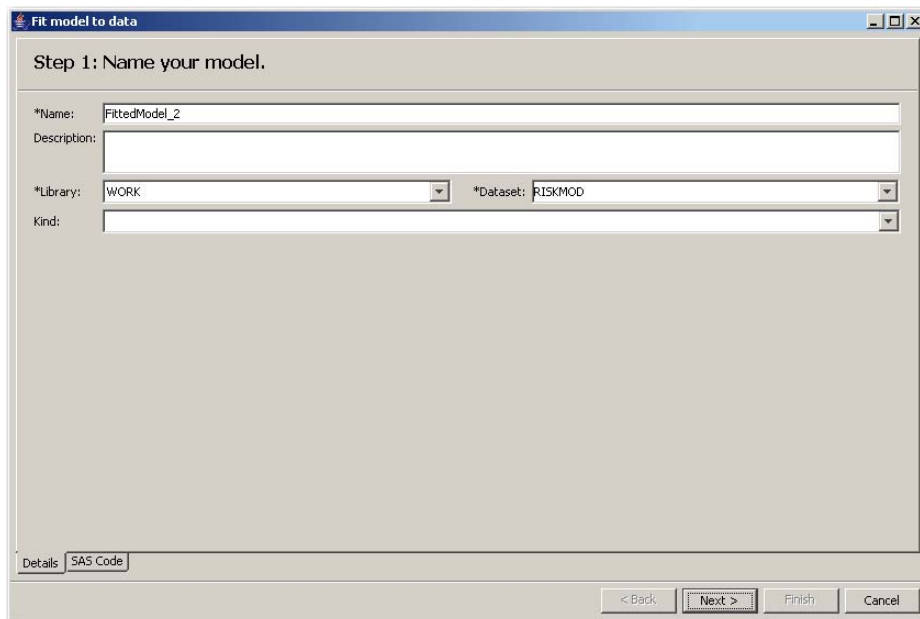 Fit model to data
Step 1: Name your model.
*Name: FittedModel_2
Description:
*Library: WORK *Dataset: RISKMOD
Kind:
Details SAS Code
< Back Next > Finish Cancel